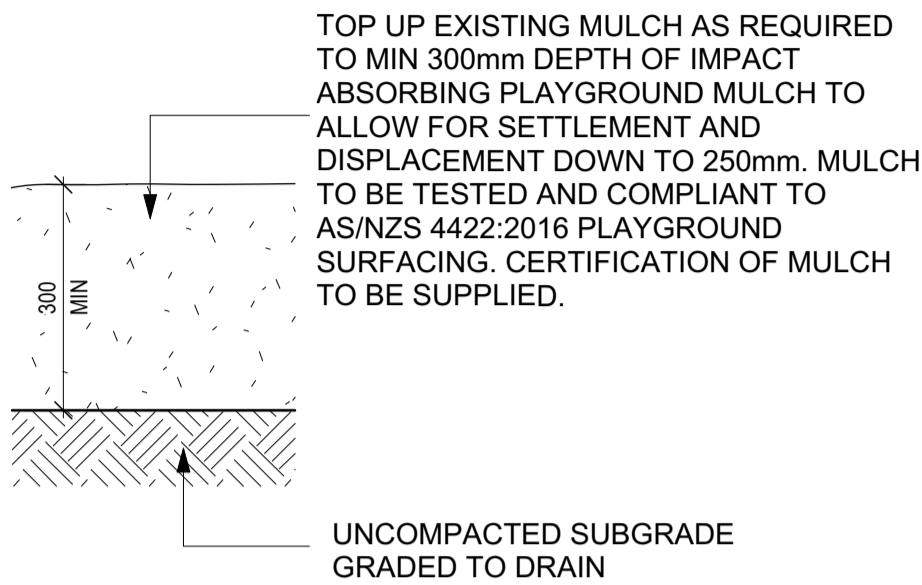 TOP UP EXISTING MULCH AS REQUIRED
TO MIN 300mm DEPTH OF IMPACT
ABSORBING PLAYGROUND MULCH TO
ALLOW FOR SETTLEMENT AND
DISPLACEMENT DOWN TO 250mm. MULCH
TO BE TESTED AND COMPLIANT TO
AS/NZS 4422:2016 PLAYGROUND
SURFACING. CERTIFICATION OF MULCH
TO BE SUPPLIED.
300
MIN
UNCOMPACTED SUBGRADE
GRADED TO DRAIN